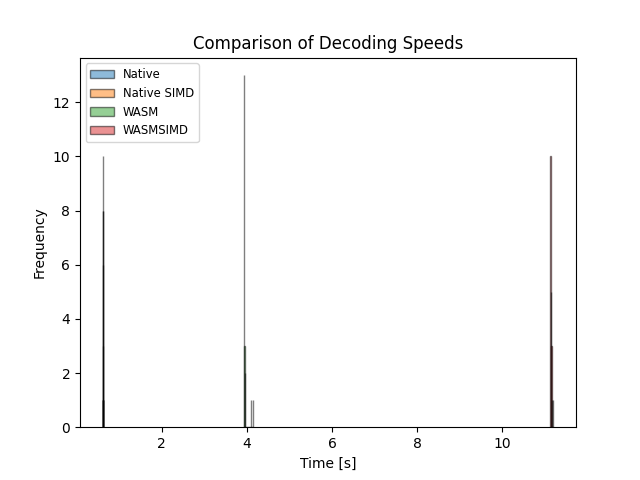 Comparison of Decoding Speeds
Native
Native SIMD
WASM
WASMSIMD
Frequency
12
10
8
6
4
2
0
2 4 6 8 10
Time [s]